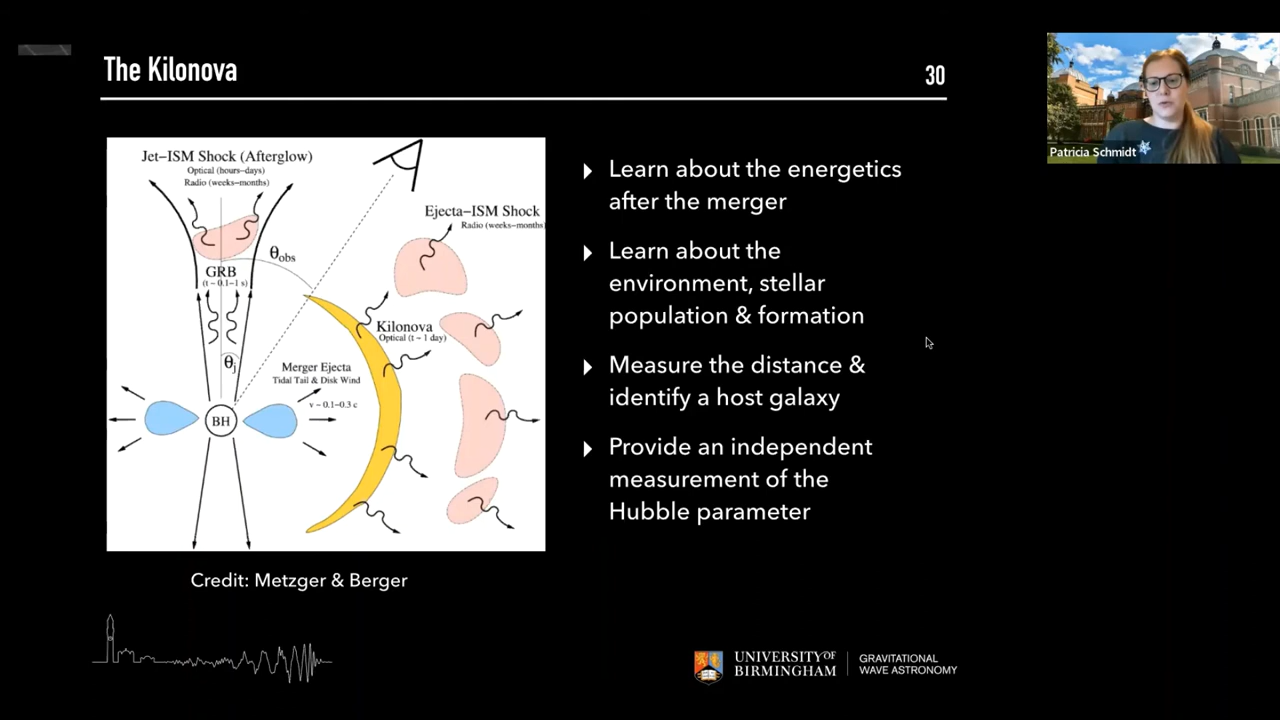 The Kilonova
30
Patricia Schmidt
Jet-ISM Shock (Afterglow)
Optical (hours-days)
Radio (weeks-months)
Ejecta-ISM Shock
Radio (weeks-months)
θobs
GRB
(t ~ 0.1-1 s)
Kilonova
Optical (t ~ 1 day)
θj
Merger Ejecta
Tidal Tail & Disk Wind
v ~ 0.1-0.3 c
BH
Credit: Metzger & Berger
Learn about the energetics
after the merger
Learn about the
environment, stellar
population & formation
Measure the distance &
identify a host galaxy
Provide an independent
measurement of the
Hubble parameter
UNIVERSITY OF
BIRMINGHAM
GRAVITATIONAL
WAVE ASTRONOMY